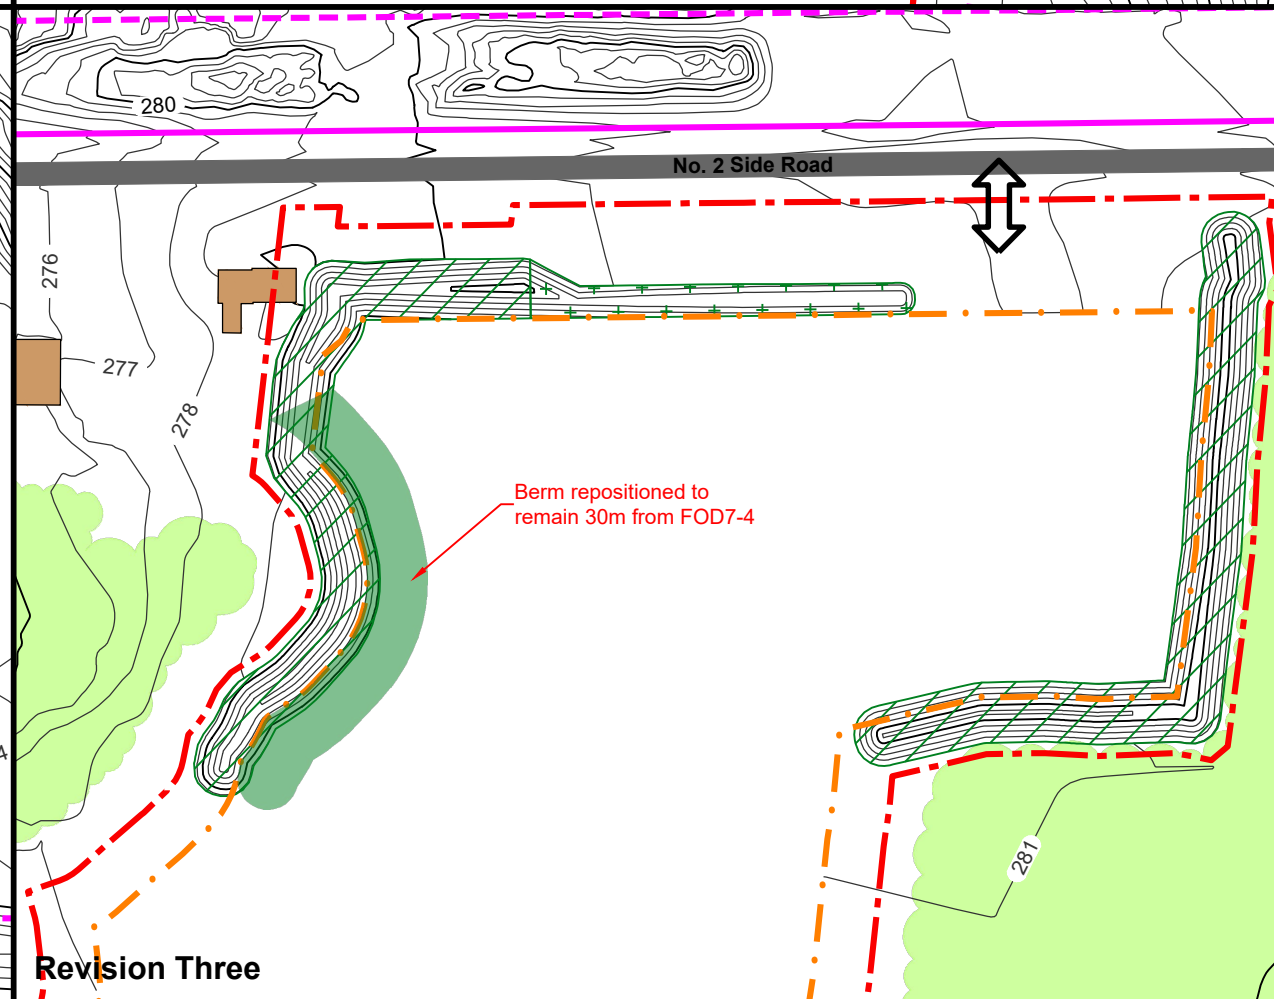 280
No. 2 Side Road
276
277
278
Berm repositioned to
remain 30m from FOD7-4
4
281
Revision Three